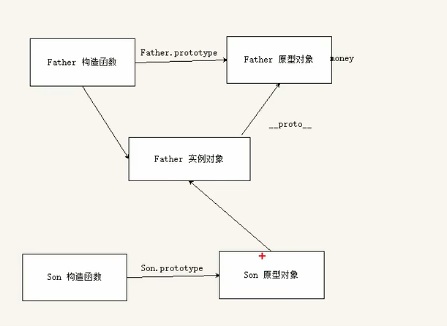 Father.prototype
Father 构造函数
Father 原型对象
money
__proto__
Father 实例对象
Son.prototype
Son 构造函数
Son 原型对象